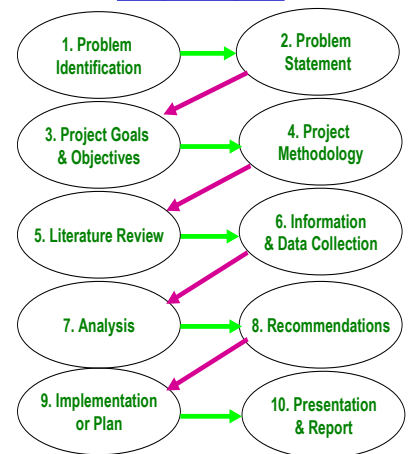 1. Problem
Identification
2. Problem
Statement
3. Project Goals
& Objectives
4. Project
Methodology
5. Literature Review
6. Information
& Data Collection
7. Analysis
8. Recommendations
9. Implementation
or Plan
10. Presentation
& Report